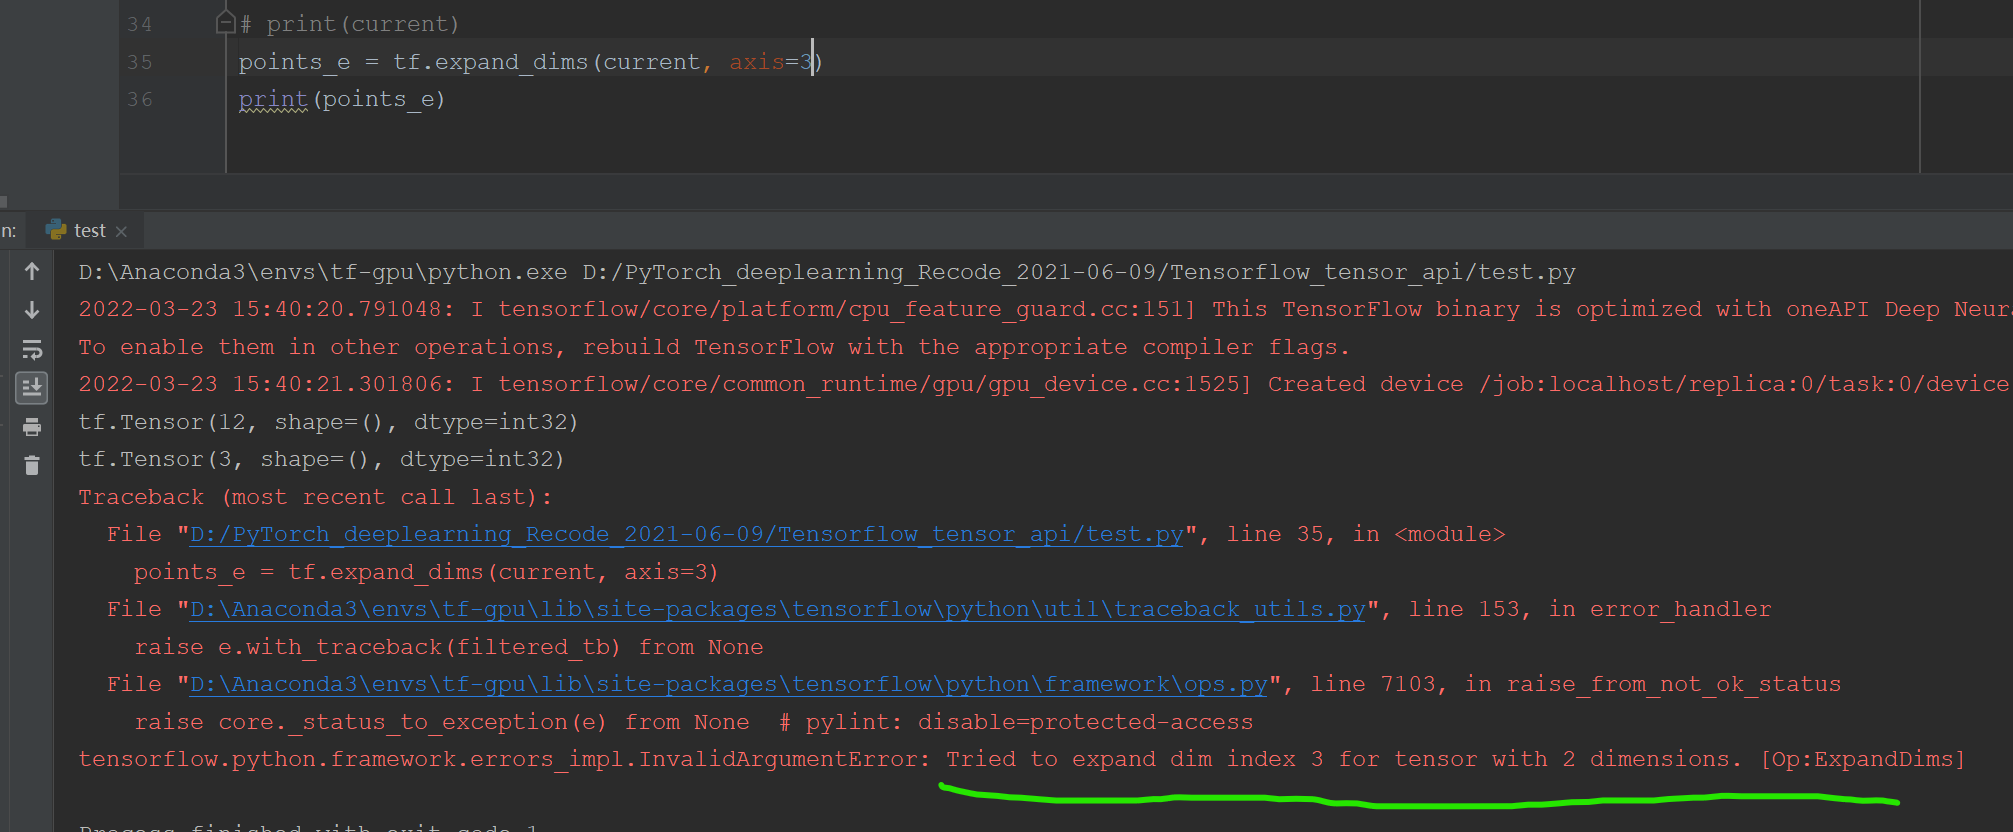 34 # print(current)
35 points_e = tf.expand_dims(current, axis=3)
36 print(points_e)
n: test
D:\Anaconda3\envs\tf-gpu\python.exe D:/PyTorch_deeplearning_Recode_2021-06-09/Tensorflow_tensor_api/test.py
2022-03-23 15:40:20.791048: I tensorflow/core/platform/cpu_feature_guard.cc:151] This TensorFlow binary is optimized with oneAPI Deep Neura
To enable them in other operations, rebuild TensorFlow with the appropriate compiler flags.
2022-03-23 15:40:21.301806: I tensorflow/core/common_runtime/gpu/gpu_device.cc:1525] Created device /job:localhost/replica:0/task:0/device
tf.Tensor(12, shape=(), dtype=int32)
tf.Tensor(3, shape=(), dtype=int32)
Traceback (most recent call last):
  File "D:/PyTorch_deeplearning_Recode_2021-06-09/Tensorflow_tensor_api/test.py", line 35, in <module>
    points_e = tf.expand_dims(current, axis=3)
  File "D:\Anaconda3\envs\tf-gpu\lib\site-packages\tensorflow\python\util\traceback_utils.py", line 153, in error_handler
    raise e.with_traceback(filtered_tb) from None
  File "D:\Anaconda3\envs\tf-gpu\lib\site-packages\tensorflow\python\framework\ops.py", line 7103, in raise_from_not_ok_status
    raise core._status_to_exception(e) from None  # pylint: disable=protected-access
tensorflow.python.framework.errors_impl.InvalidArgumentError: Tried to expand dim index 3 for tensor with 2 dimensions. [Op:ExpandDims]
Process finished with exit code 1